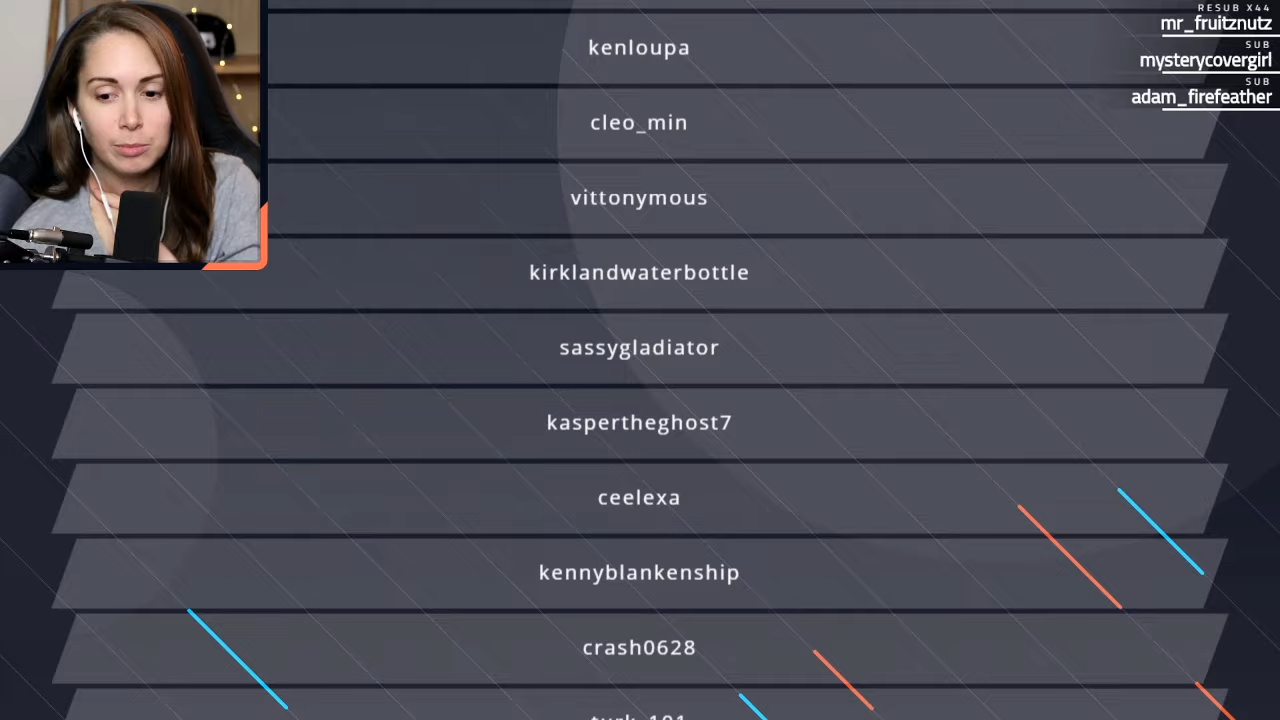 RESUB X44
mr_fruitznutz
SUB
mysterycovergirl
SUB
adam_firefeather
kenloupa
cleo_min
vittonymous
kirklandwaterbottle
sassygladiator
kaspertheghost7
ceelexa
kennyblankenship
crash0628